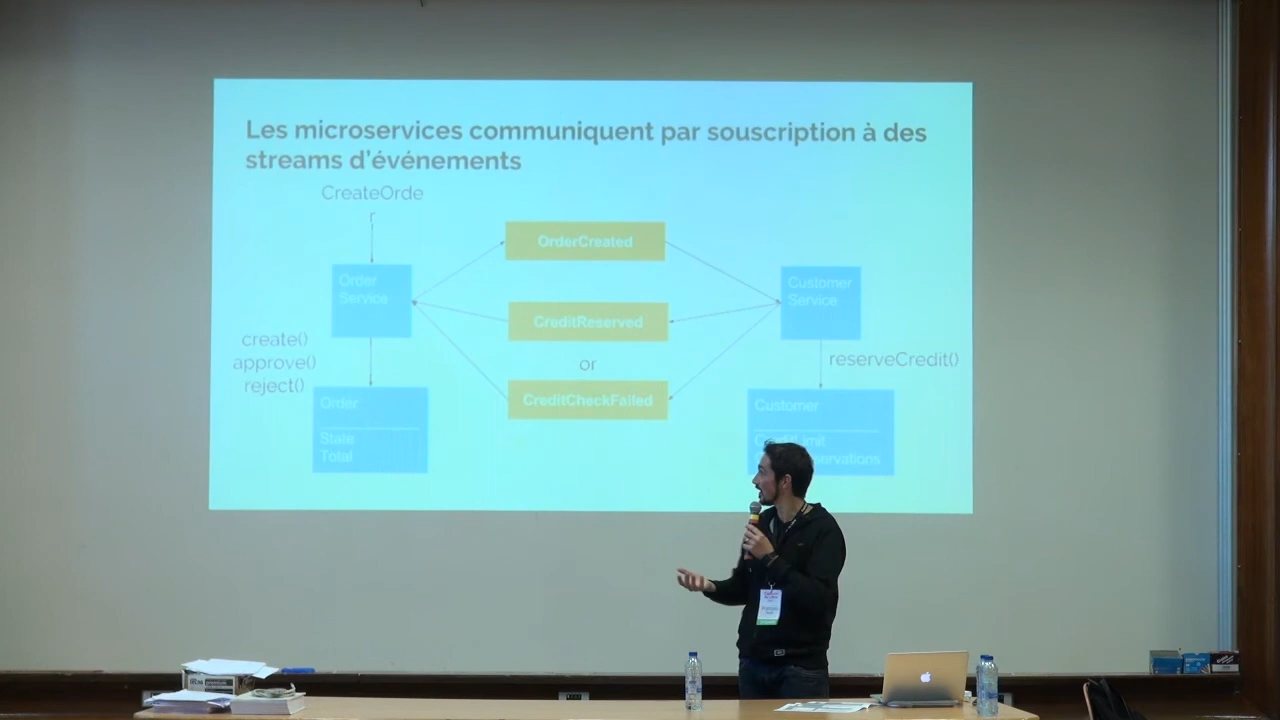 Les microservices communiquent par souscription à des
streams d'événements
CreateOrde
r
OrderCreated
Order
Service
Customer
Service
CreditReserved
create()
approve()
reject()
or
reserveCredit()
CreditCheckFailed
Order
State
Total
Customer